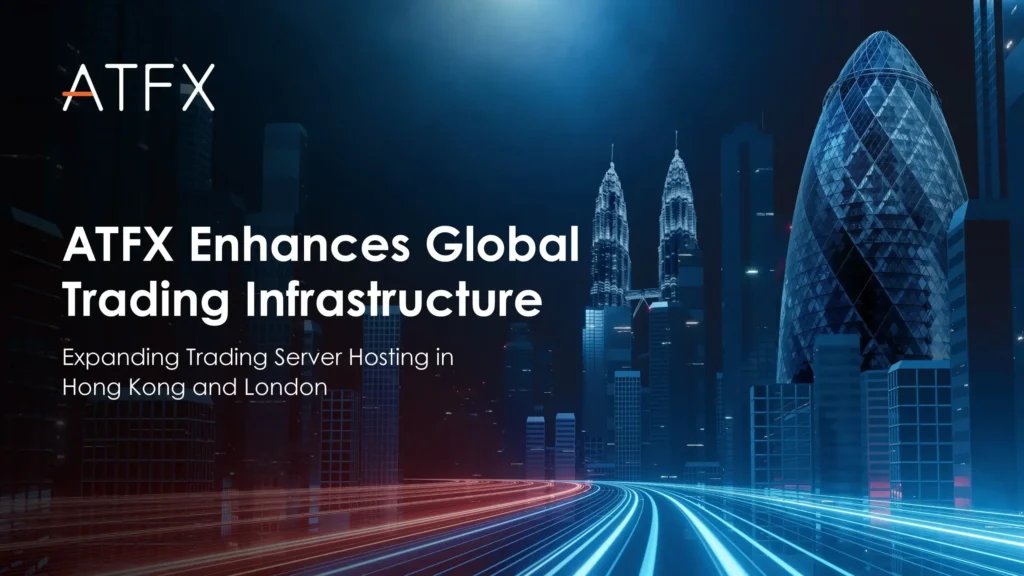 ATFX
ATFX Enhances Global
Trading Infrastructure
Expanding Trading Server Hosting in
Hong Kong and London